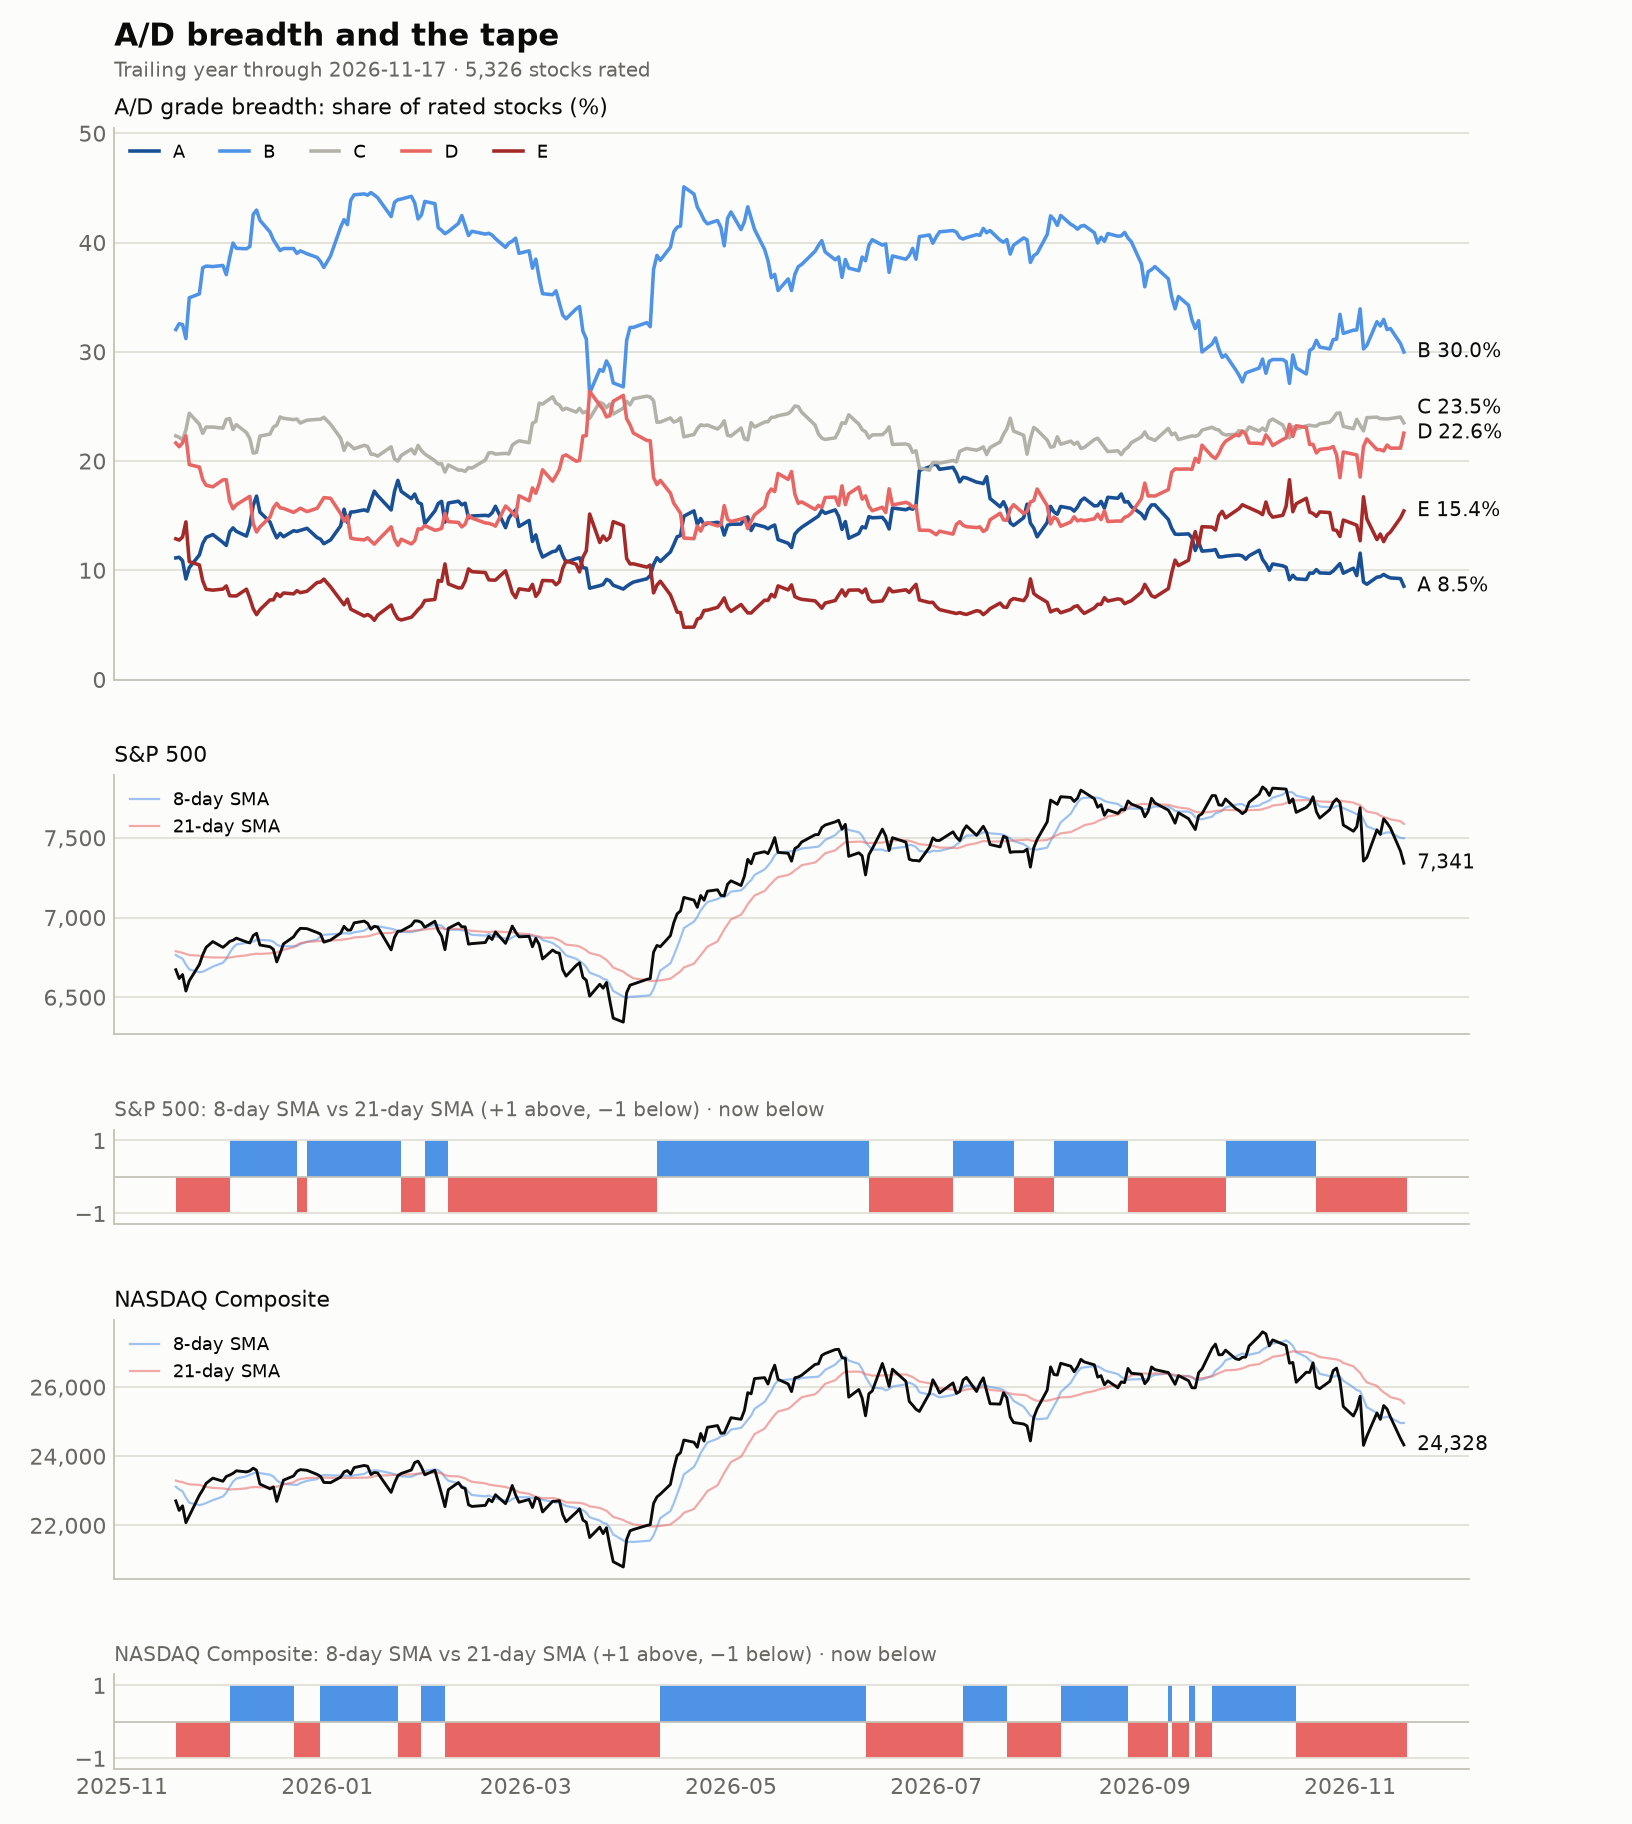 A/D breadth and the tape
Trailing year through 2026-11-17 · 5,326 stocks rated
A/D grade breadth: share of rated stocks (%)
50
A B C D E
40
30
20
10
0
B 30.0%
C 23.5%
D 22.6%
E 15.4%
A 8.5%
S&P 500
8-day SMA
21-day SMA
7,500
7,000
6,500
7,341
S&P 500: 8-day SMA vs 21-day SMA (+1 above, −1 below) · now below
1
−1
NASDAQ Composite
8-day SMA
21-day SMA
26,000
24,000
22,000
24,328
NASDAQ Composite: 8-day SMA vs 21-day SMA (+1 above, −1 below) · now below
1
−1
2025-11 2026-01 2026-03 2026-05 2026-07 2026-09 2026-11